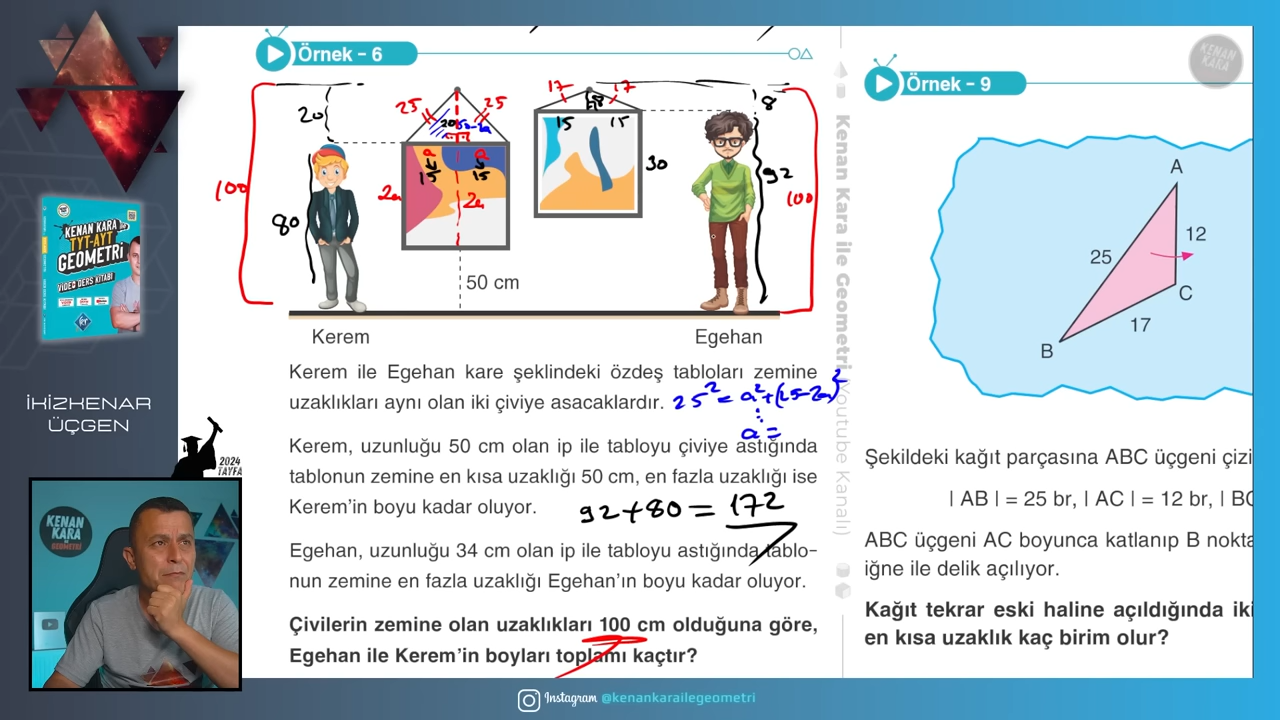 Örnek - 6
Örnek - 9
KENAN KARA
20
25
25
20
50-2a
17
17
8
8
15
15
a
a
15
15
2a
2a
30
100
80
92
100
50 cm
Kerem
Egehan
Kerem ile Egehan kare şeklindeki özdeş tabloları zemine
uzaklıkları aynı olan iki çiviye asacaklardır.
25² = a² + (25-2a)²
a =
Kerem, uzunluğu 50 cm olan ip ile tabloyu çiviye astığında
tablonun zemine en kısa uzaklığı 50 cm, en fazla uzaklığı ise
Kerem'in boyu kadar oluyor.
92+80 = 172
Egehan, uzunluğu 34 cm olan ip ile tabloyu astığında tablo-
nun zemine en fazla uzaklığı Egehan'ın boyu kadar oluyor.
Çivilerin zemine olan uzaklıkları 100 cm olduğuna göre,
Egehan ile Kerem'in boyları toplamı kaçtır?
Kenan Kara ile Geometri (Youtube Kanalı)
A
12
25
C
17
B
Şekildeki kağıt parçasına ABC üçgeni çizi
| AB | = 25 br, | AC | = 12 br, | BC
ABC üçgeni AC boyunca katlanıp B nokta
iğne ile delik açılıyor.
Kağıt tekrar eski haline açıldığında iki
en kısa uzaklık kaç birim olur?
KENAN KARA ile
TYT-AYT
GEOMETRİ
VİDEO DERS KİTABI
İKİZKENAR
ÜÇGEN
2024
TAYFA
KENAN
KARA
ile GEOMETRİ
Instagram @kenankarailegeometri